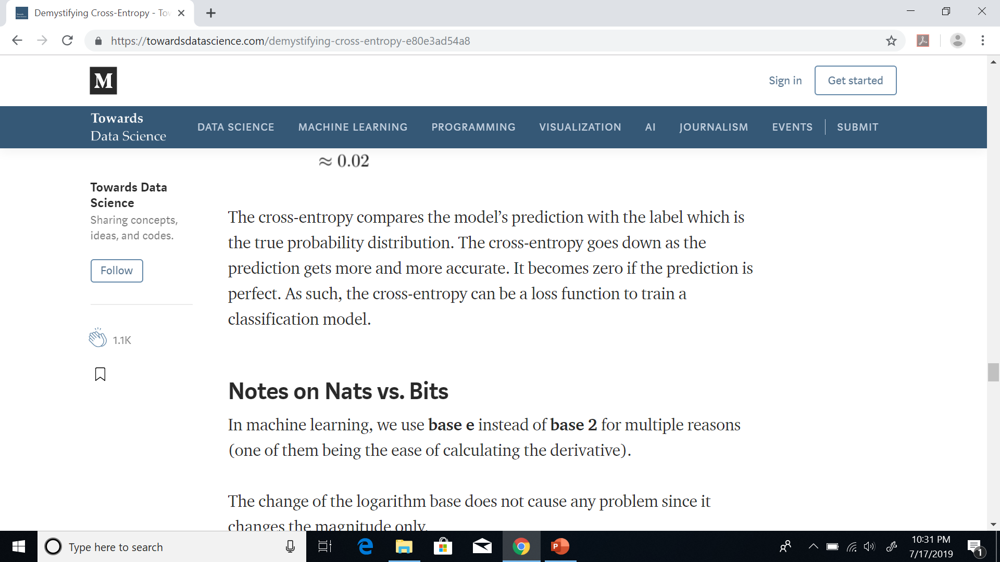 Demystifying Cross-Entropy - Tow
https://towardsdatascience.com/demystifying-cross-entropy-e80e3ad54a8
M
Sign in
Get started
Towards
Data Science
DATA SCIENCE MACHINE LEARNING PROGRAMMING VISUALIZATION AI JOURNALISM EVENTS SUBMIT
≈ 0.02
Towards Data
Science
Sharing concepts,
ideas, and codes.
Follow
1.1K
The cross-entropy compares the model’s prediction with the label which is
the true probability distribution. The cross-entropy goes down as the
prediction gets more and more accurate. It becomes zero if the prediction is
perfect. As such, the cross-entropy can be a loss function to train a
classification model.
Notes on Nats vs. Bits
In machine learning, we use base e instead of base 2 for multiple reasons
(one of them being the ease of calculating the derivative).
The change of the logarithm base does not cause any problem since it
changes the magnitude only.
Type here to search
10:31 PM
7/17/2019
1